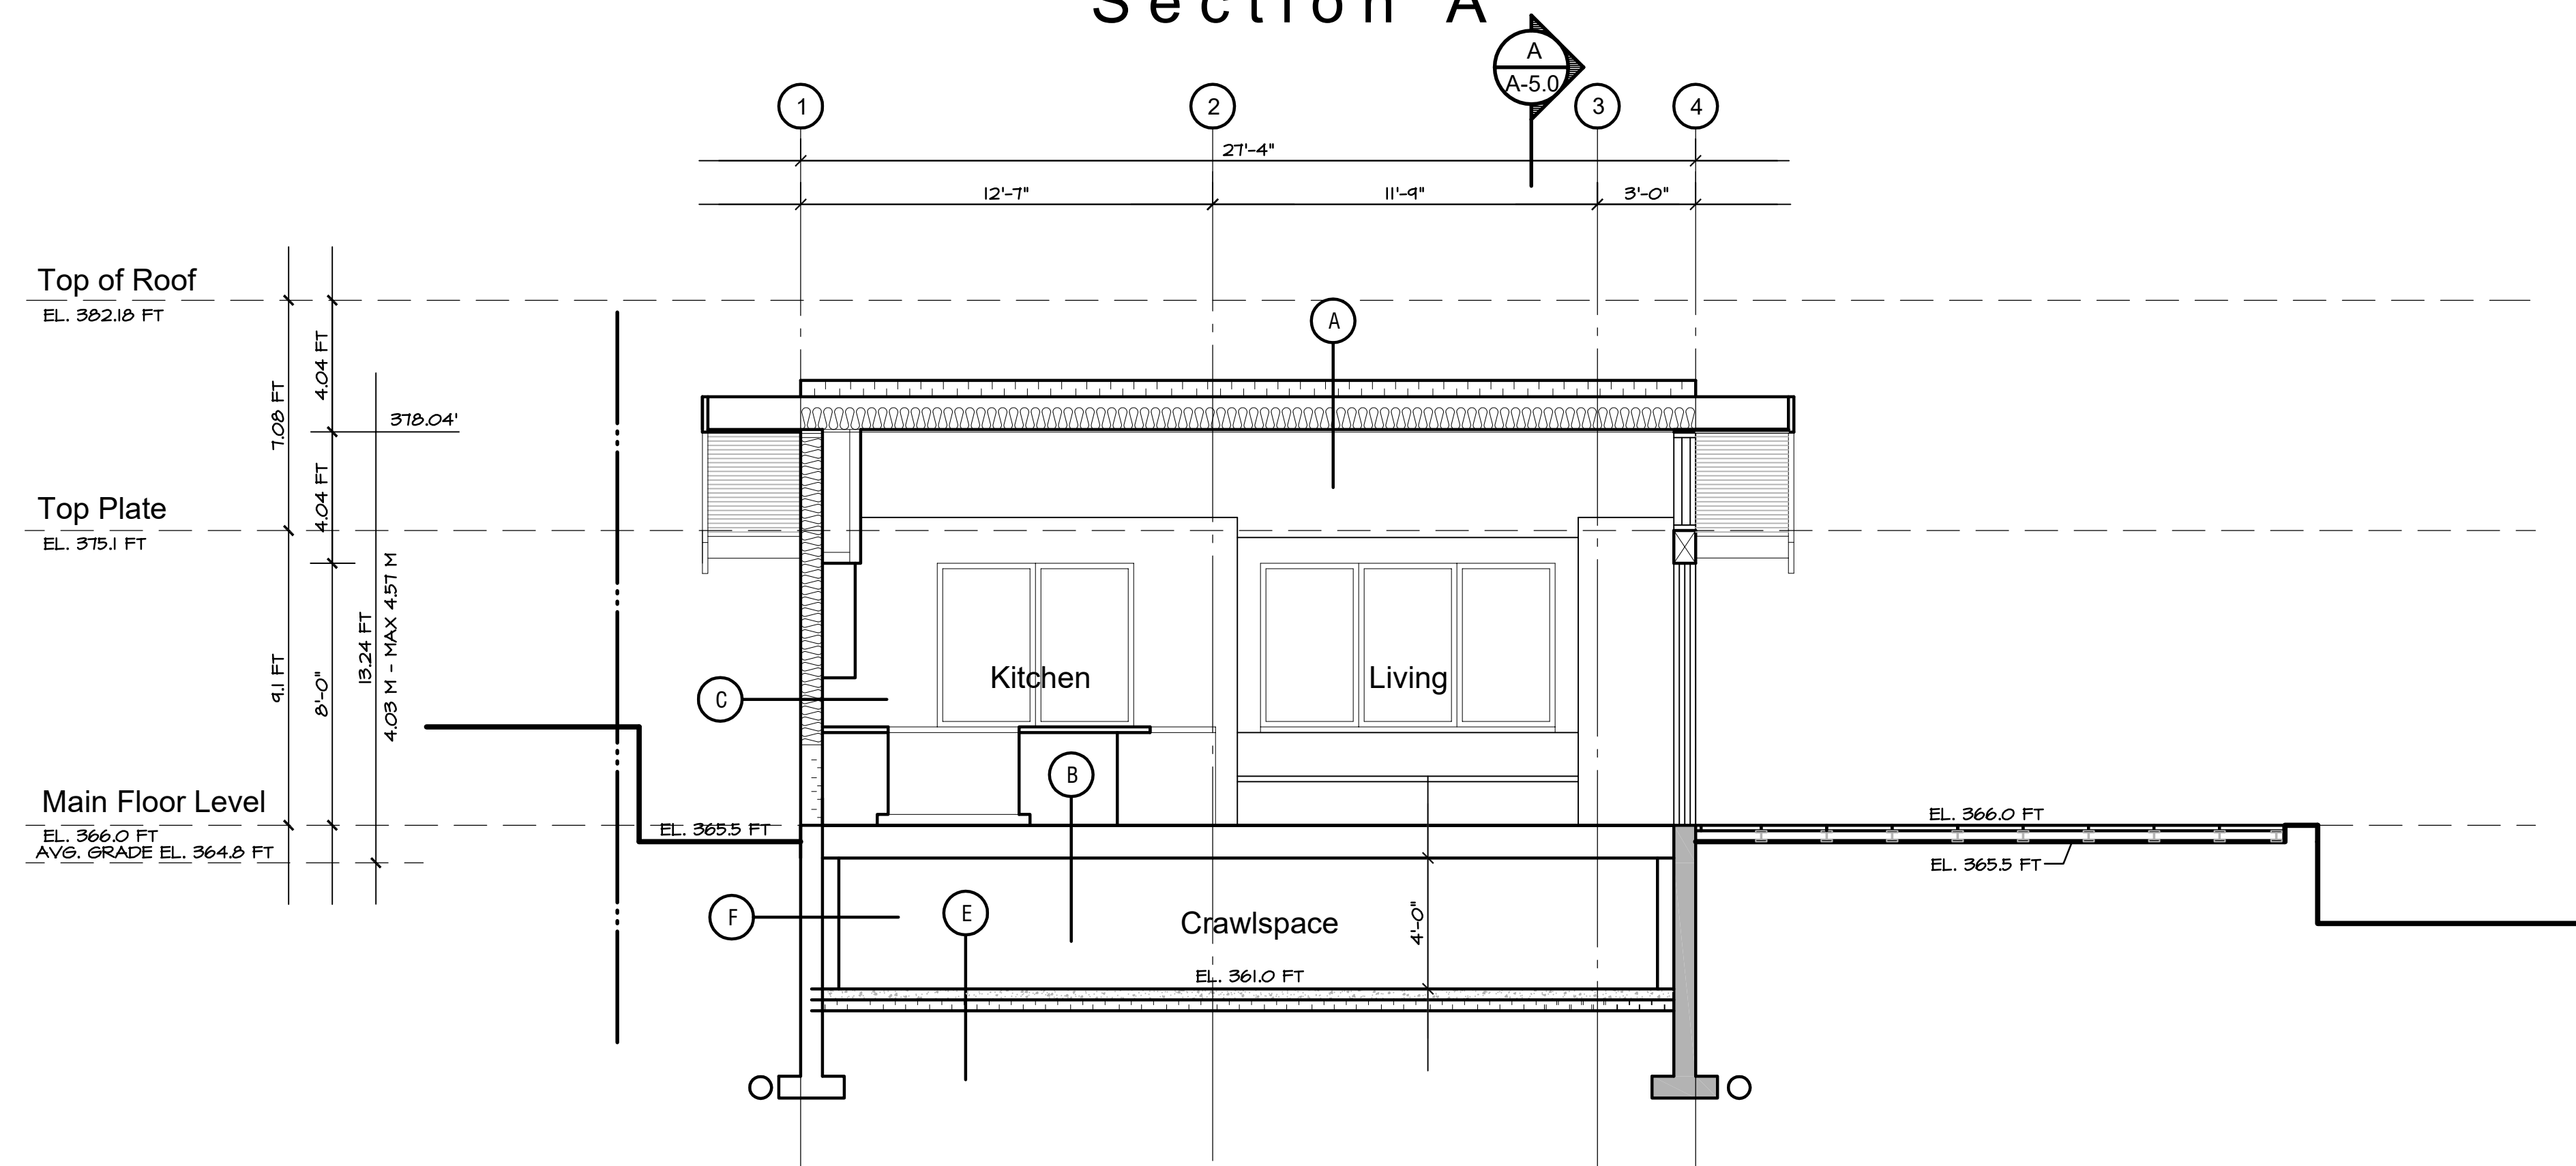 Section A
A
A-5.0
1
2
3
4
27'-4"
12'-7"
11'-9"
3'-0"
Top of Roof
EL. 382.18 FT
A
4.04 FT
7.08 FT
378.04'
Top Plate
EL. 375.1 FT
4.04 FT
9.1 FT
8'-0"
13.24 FT
4.03 M - MAX 4.57 M
Kitchen
Living
C
B
Main Floor Level
EL. 366.0 FT
AVG. GRADE EL. 364.8 FT
EL. 365.5 FT
EL. 366.0 FT
EL. 365.5 FT
F
E
Crawlspace
4'-0"
EL. 361.0 FT